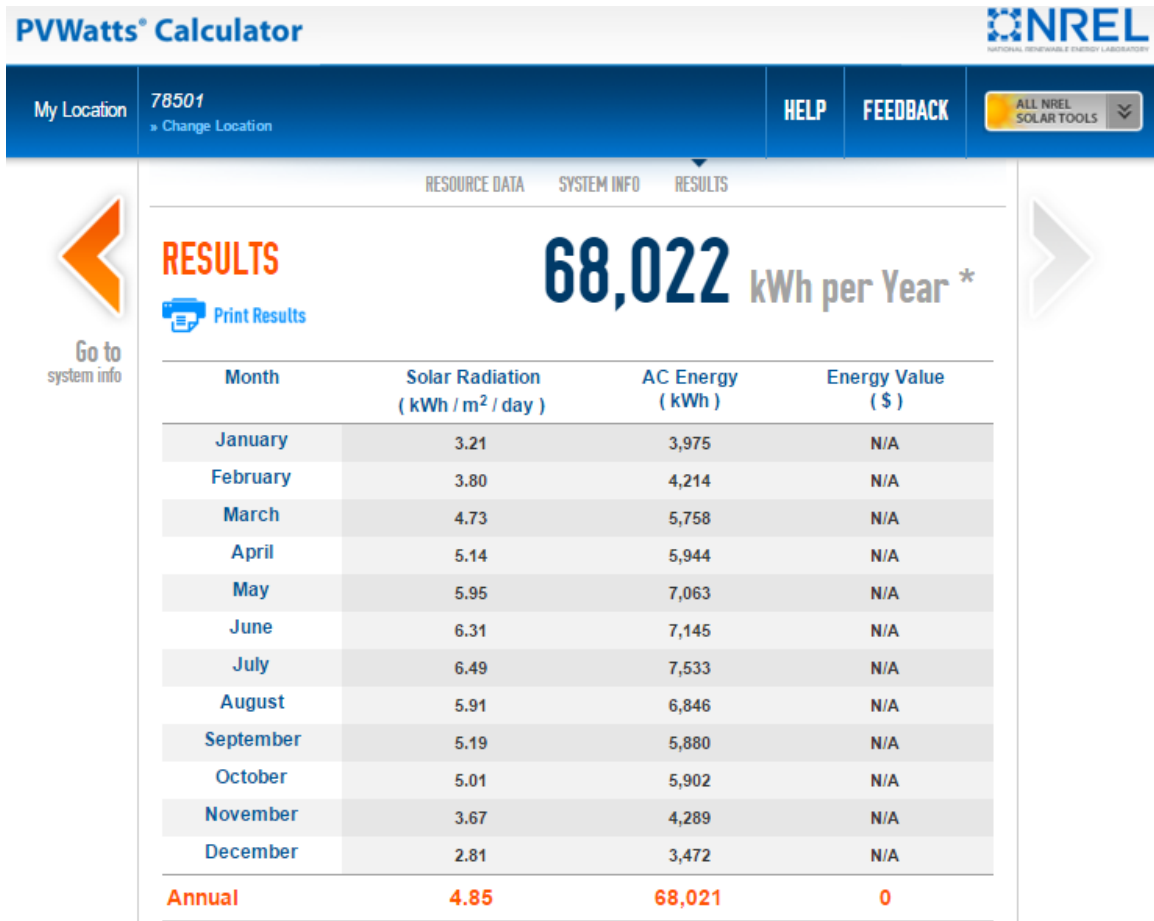 PVWatts® Calculator
NREL
NATIONAL RENEWABLE ENERGY LABORATORY
My Location
78501
» Change Location
HELP
FEEDBACK
ALL NREL
SOLAR TOOLS
RESOURCE DATA SYSTEM INFO RESULTS
Go to
system info
RESULTS
68,022 kWh per Year *
Print Results
Month Solar Radiation AC Energy Energy Value
( kWh / m² / day ) ( kWh ) ( $ )
January 3.21 3,975 N/A
February 3.80 4,214 N/A
March 4.73 5,758 N/A
April 5.14 5,944 N/A
May 5.95 7,063 N/A
June 6.31 7,145 N/A
July 6.49 7,533 N/A
August 5.91 6,846 N/A
September 5.19 5,880 N/A
October 5.01 5,902 N/A
November 3.67 4,289 N/A
December 2.81 3,472 N/A
Annual 4.85 68,021 0